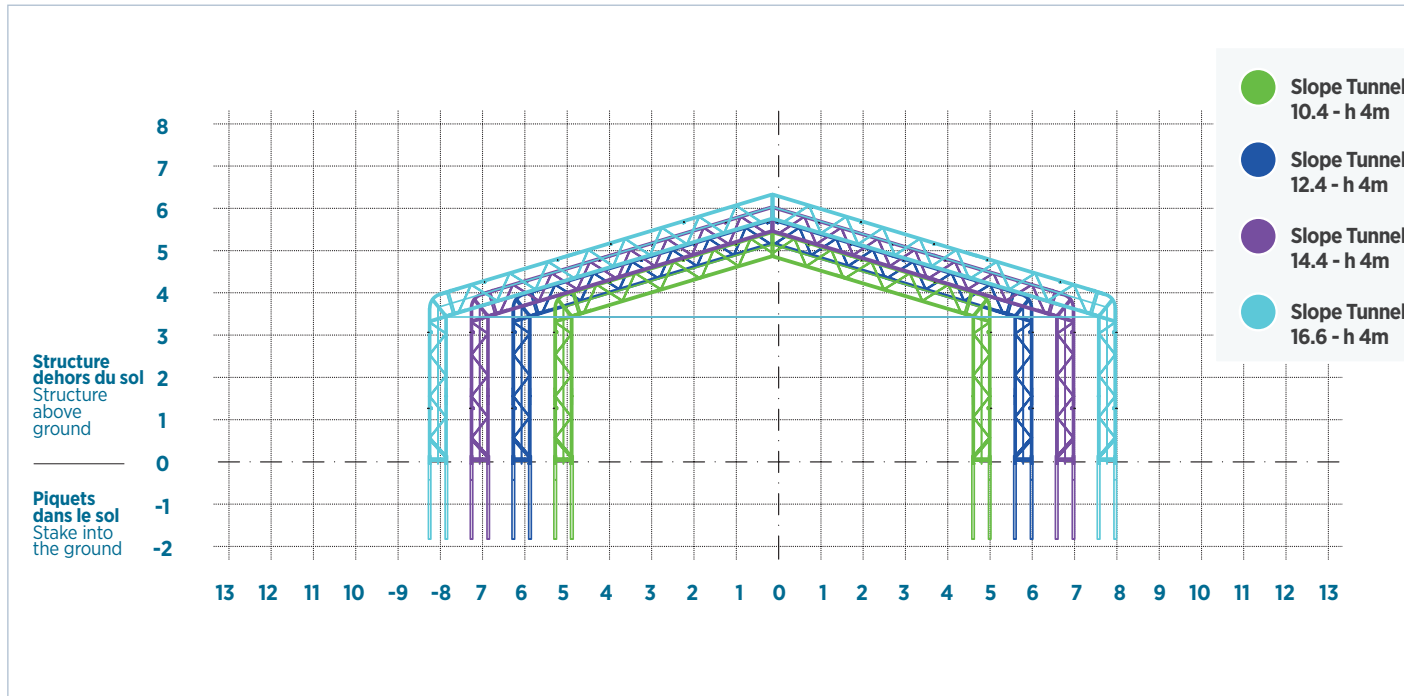 8
7
6
5
4
3
2
1
0
-1
-2
Structure
dehors du sol
Structure
above
ground
Piquets
dans le sol
Stake into
the ground
13 12 11 10 -9 -8 7 6 5 4 3 2 1 0 1 2 3 4 5 6 7 8 9 10 11 12 13
Slope Tunnel
10.4 - h 4m
Slope Tunnel
12.4 - h 4m
Slope Tunnel
14.4 - h 4m
Slope Tunnel
16.6 - h 4m